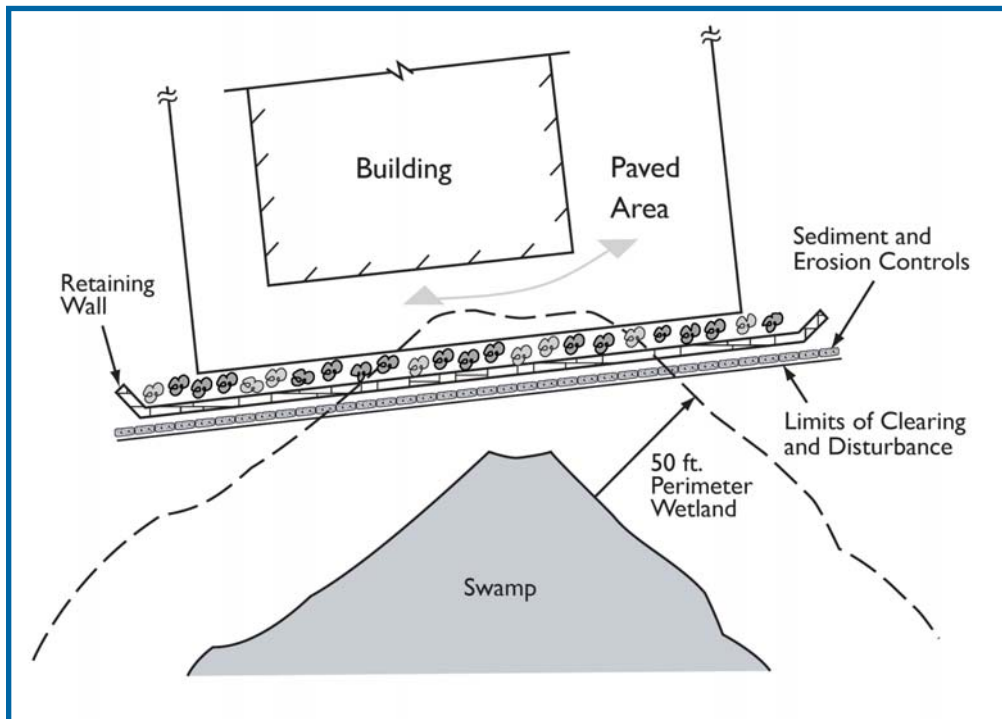 Building
Paved
Area
Sediment and
Erosion Controls
Retaining
Wall
Limits of Clearing
and Disturbance
50 ft.
Perimeter
Wetland
Swamp